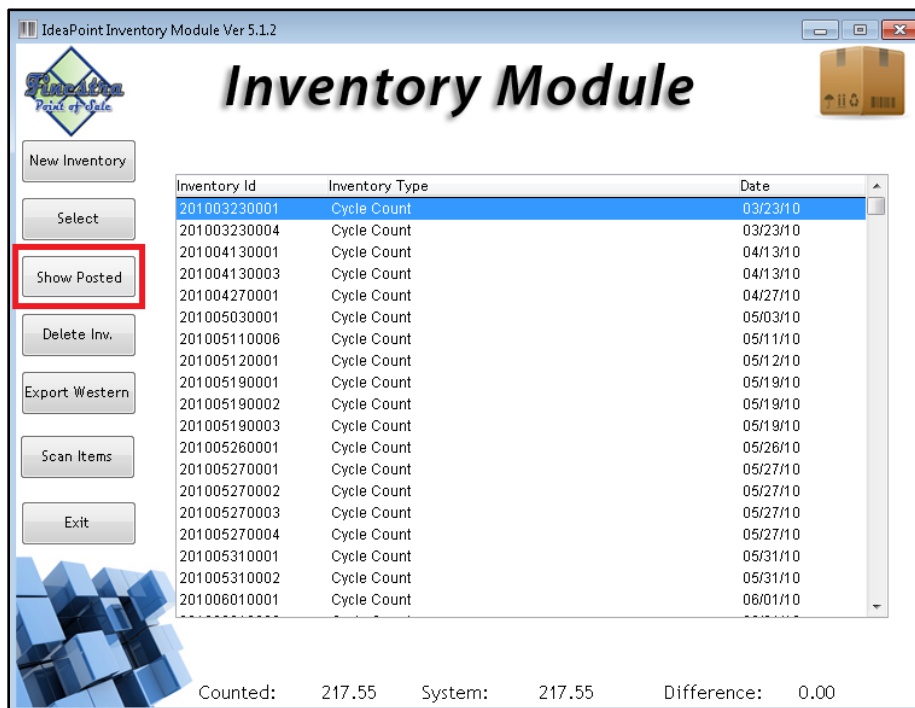 IdeaPoint Inventory Module Ver 5.1.2
Finestra
Point of Sale
Inventory Module
New Inventory
Select
Show Posted
Delete Inv.
Export Western
Scan Items
Exit
Inventory Id Inventory Type Date
201003230001 Cycle Count 03/23/10
201003230004 Cycle Count 03/23/10
201004130001 Cycle Count 04/13/10
201004130003 Cycle Count 04/13/10
201004270001 Cycle Count 04/27/10
201005030001 Cycle Count 05/03/10
201005110006 Cycle Count 05/11/10
201005120001 Cycle Count 05/12/10
201005190001 Cycle Count 05/19/10
201005190002 Cycle Count 05/19/10
201005190003 Cycle Count 05/19/10
201005260001 Cycle Count 05/26/10
201005270001 Cycle Count 05/27/10
201005270002 Cycle Count 05/27/10
201005270003 Cycle Count 05/27/10
201005270004 Cycle Count 05/27/10
201005310001 Cycle Count 05/31/10
201005310002 Cycle Count 05/31/10
201006010001 Cycle Count 06/01/10
Counted: 217.55 System: 217.55 Difference: 0.00